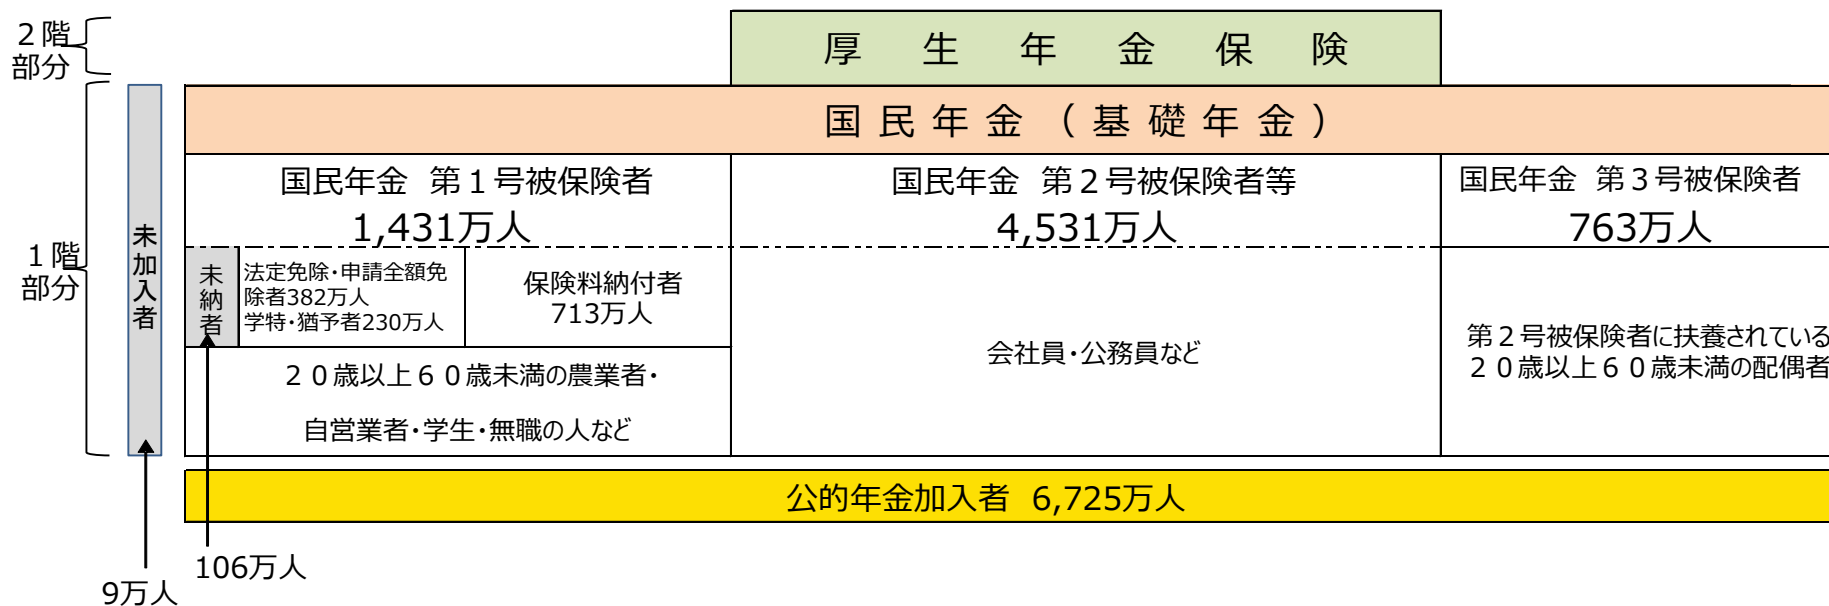 ２階
部分
厚生年金保険
国民年金（基礎年金）
１階
部分
未加入者
国民年金 第１号被保険者
1,431万人
国民年金 第２号被保険者等
4,531万人
国民年金 第３号被保険者
763万人
未納者
法定免除・申請全額免
除者382万人
学特・猶予者230万人
保険料納付者
713万人
２０歳以上６０歳未満の農業者・
自営業者・学生・無職の人など
会社員・公務員など
第２号被保険者に扶養されている
２０歳以上６０歳未満の配偶者
公的年金加入者 6,725万人
106万人
9万人